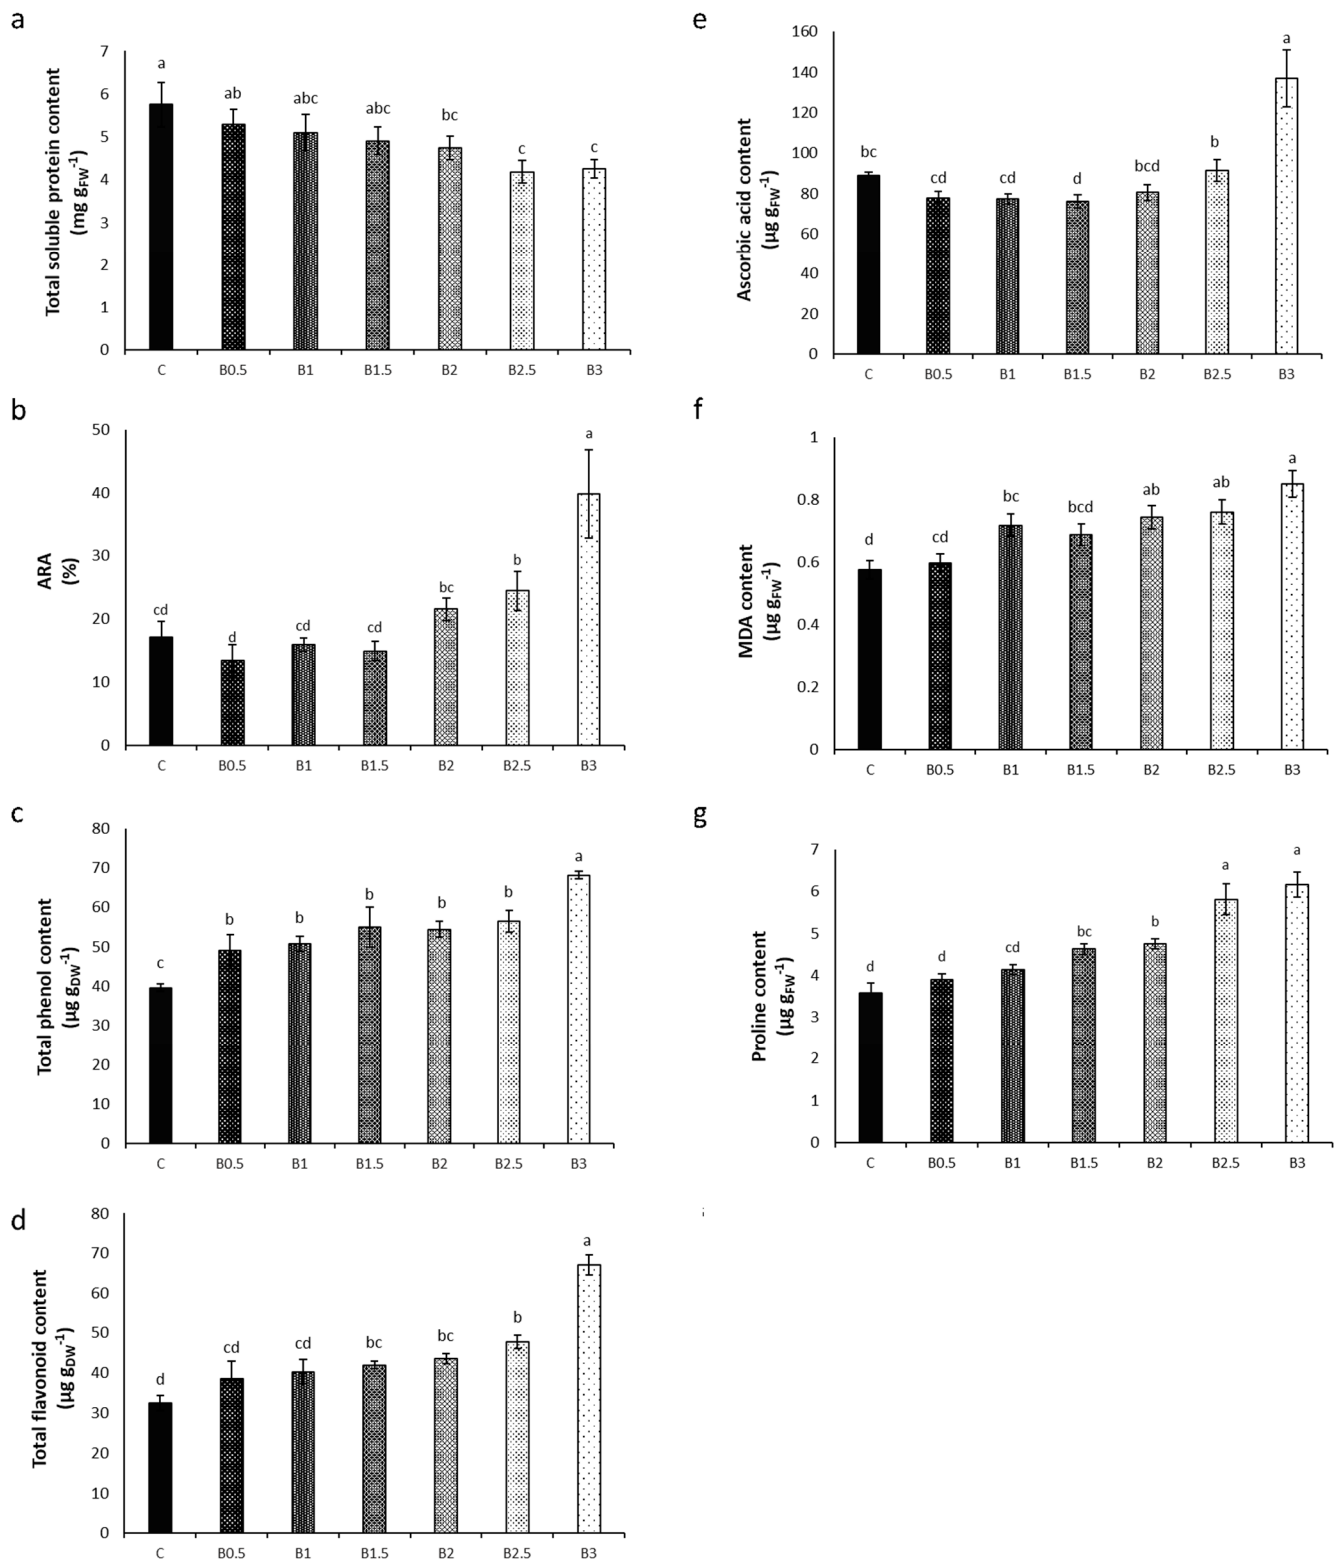 a
Total soluble protein content
(mg gFW-1)
7
6
5
4
3
2
1
0
a
ab
abc
abc
bc
c
c
C B0.5 B1 B1.5 B2 B2.5 B3
b
ARA
(%)
50
40
30
20
10
0
cd
d
cd
cd
bc
b
a
C B0.5 B1 B1.5 B2 B2.5 B3
c
Total phenol content
(µg gDW-1)
80
70
60
50
40
30
20
10
0
c
b
b
b
b
b
a
C B0.5 B1 B1.5 B2 B2.5 B3
d
Total flavonoid content
(µg gDW-1)
80
70
60
50
40
30
20
10
0
d
cd
cd
bc
bc
b
a
C B0.5 B1 B1.5 B2 B2.5 B3
e
Ascorbic acid content
(µg gFW-1)
160
140
120
100
80
60
40
20
0
bc
cd
cd
d
bcd
b
a
C B0.5 B1 B1.5 B2 B2.5 B3
f
MDA content
(µg gFW-1)
1
0.8
0.6
0.4
0.2
0
d
cd
bc
bcd
ab
ab
a
C B0.5 B1 B1.5 B2 B2.5 B3
g
Proline content
(µg gFW-1)
7
6
5
4
3
2
1
0
d
d
cd
bc
b
a
a
C B0.5 B1 B1.5 B2 B2.5 B3